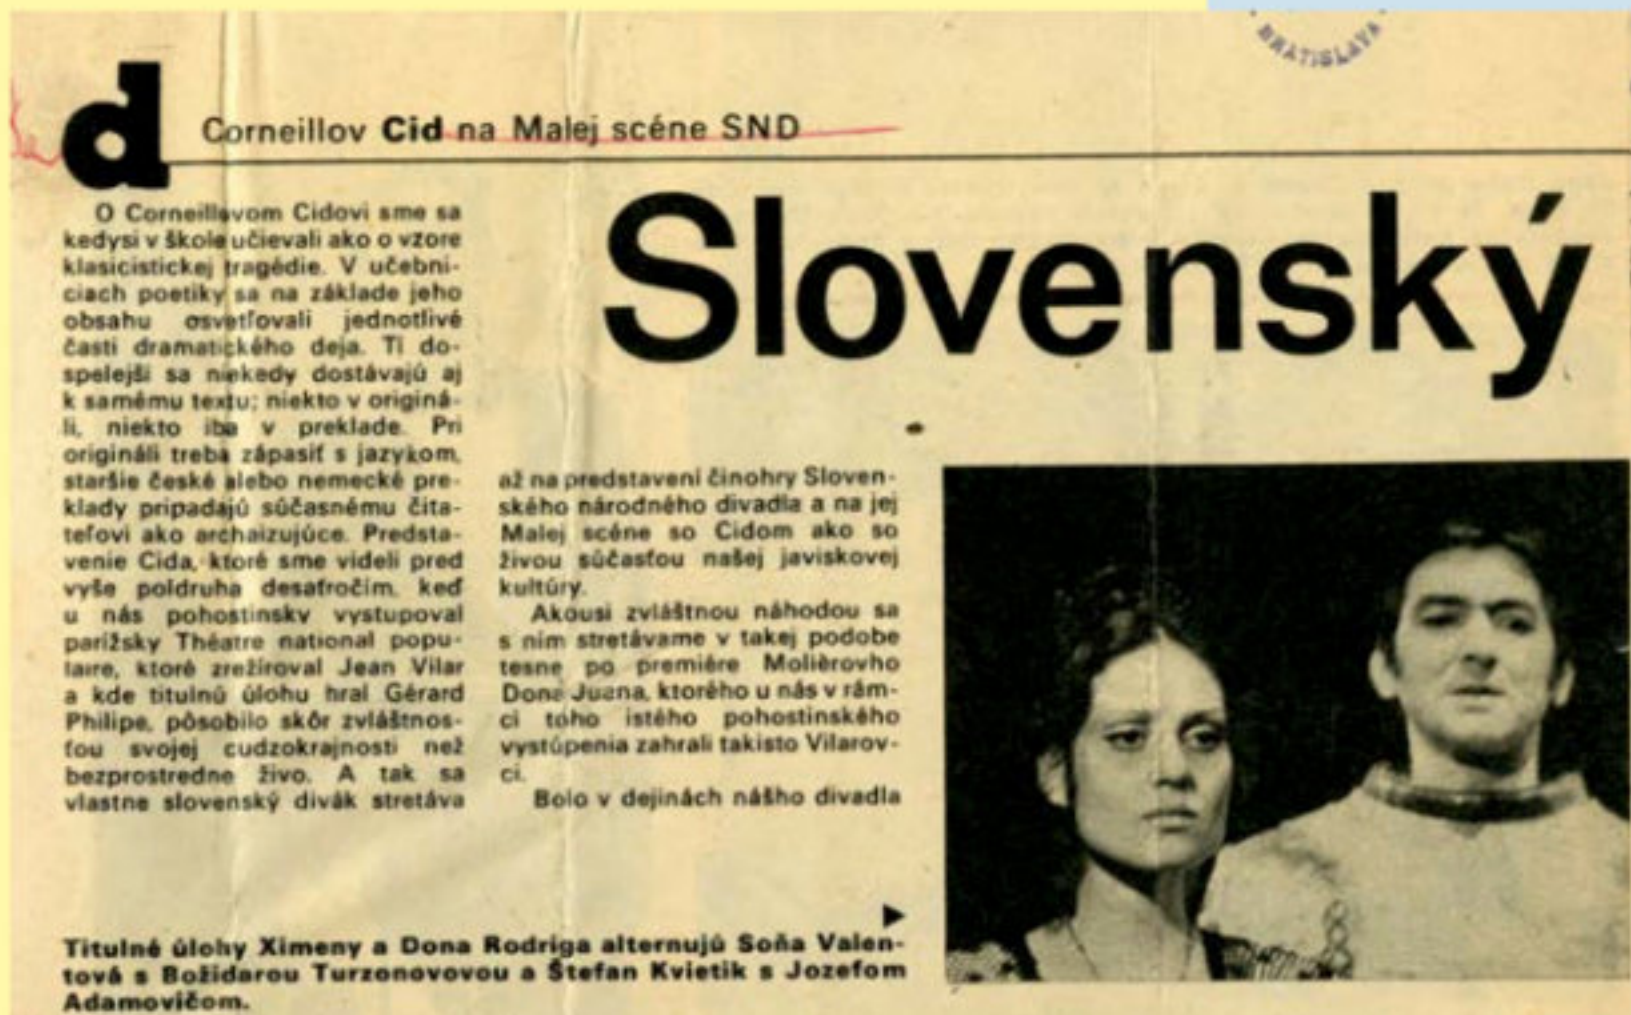 BRATISLAVA
d
Corneillov Cid na Malej scéne SND
Slovenský
O Corneillovom Cidovi sme sa
kedysi v škole učievali ako o vzore
klasicistickej tragédie. V učebni-
ciach poetiky sa na základe jeho
obsahu osvetľovali jednotlivé
časti dramatického deja. Tí do-
spelejší sa niekedy dostávajú aj
k samému textu; niekto v originá-
li, niekto iba v preklade. Pri
origináli treba zápasiť s jazykom,
staršie české alebo nemecké pre-
klady pripadajú súčasnému čita-
teľovi ako archaizujúce. Predsta-
venie Cida, ktoré sme videli pred
vyše poldruha desaťročím, keď
u nás pohostinsky vystupoval
parížsky Théatre national popu-
laire, ktoré zrežíroval Jean Vilar
a kde titulnú úlohu hral Gérard
Philipe, pôsobilo skôr zvláštnos-
ťou svojej cudzokrajnosti než
bezprostredne živo. A tak sa
vlastne slovenský divák stretáva
až na predstavení činohry Sloven-
ského národného divadla a na jej
Malej scéne so Cidom ako so
živou súčasťou našej javiskovej
kultúry.
Akousi zvláštnou náhodou sa
s ním stretávame v takej podobe
tesne po premiére Molièrovho
Dona Juana, ktorého u nás v rám-
ci toho istého pohostinského
vystúpenia zahrali takisto Vilarov-
ci.
Bolo v dejinách nášho divadla
Titulné úlohy Ximeny a Dona Rodriga alternujú Soňa Valen-
tová s Božidarou Turzonovovou a Štefan Kvietik s Jozefom
Adamovičom.